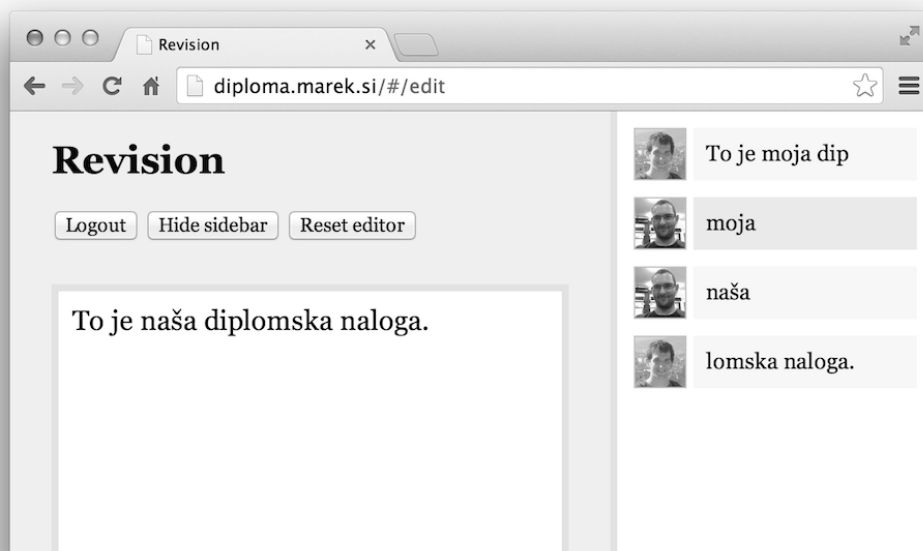 Revision
diploma.marek.si/#/edit
Revision
Logout Hide sidebar Reset editor
To je naša diplomska naloga.
To je moja dip
moja
naša
lomska naloga.